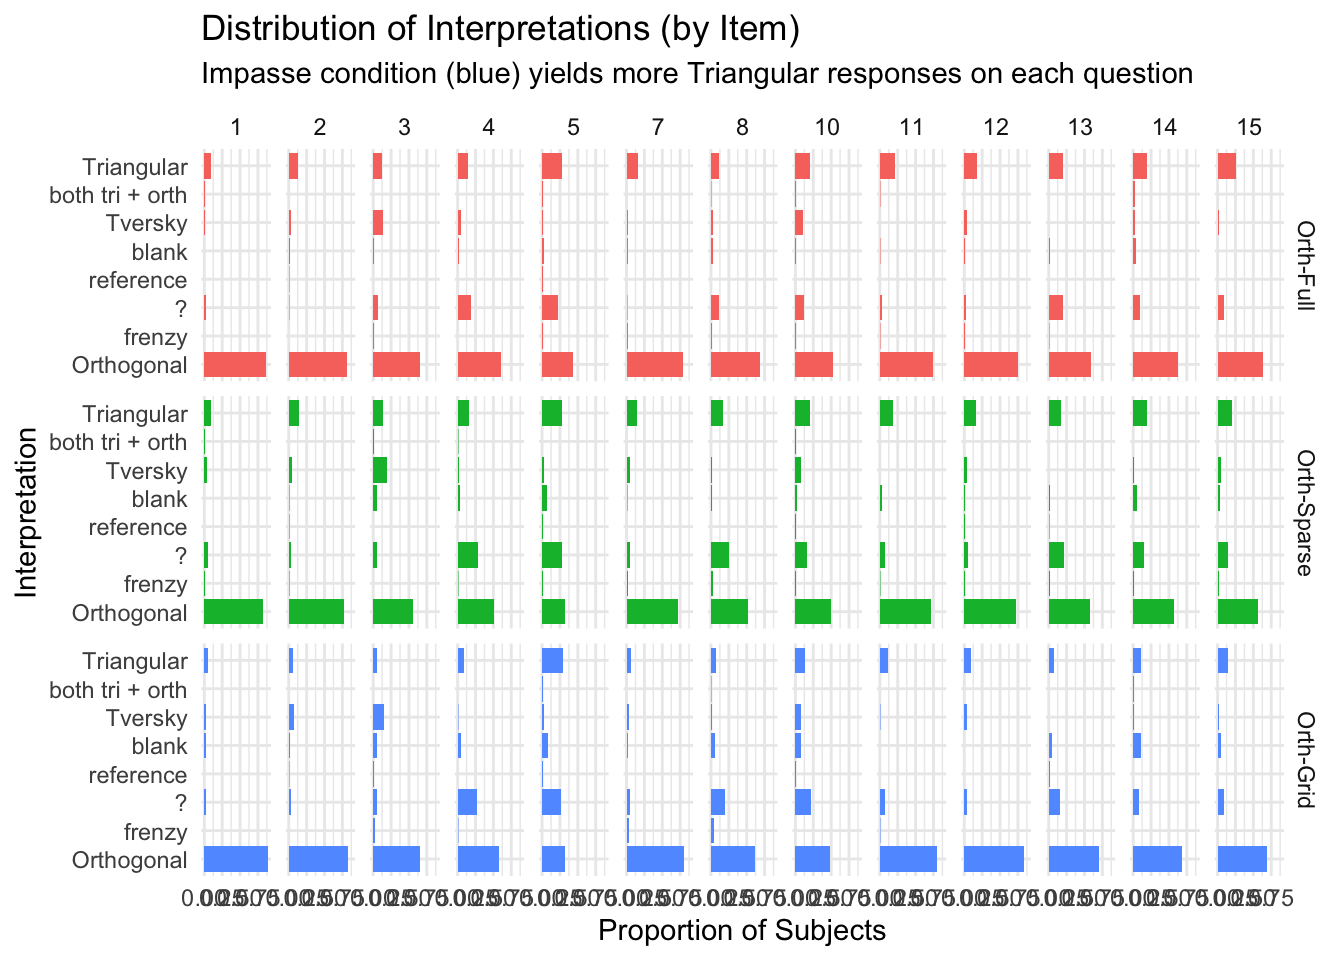 Distribution of Interpretations (by Item)
Impasse condition (blue) yields more Triangular responses on each question
1 2 3 4 5 7 8 10 11 12 13 14 15
Triangular
both tri + orth
Tversky
blank
reference
?
frenzy
Orthogonal
Orth-Full
Triangular
both tri + orth
Tversky
blank
reference
?
frenzy
Orthogonal
Orth-Sparse
Triangular
both tri + orth
Tversky
blank
reference
?
frenzy
Orthogonal
Orth-Grid
Interpretation
Proportion of Subjects